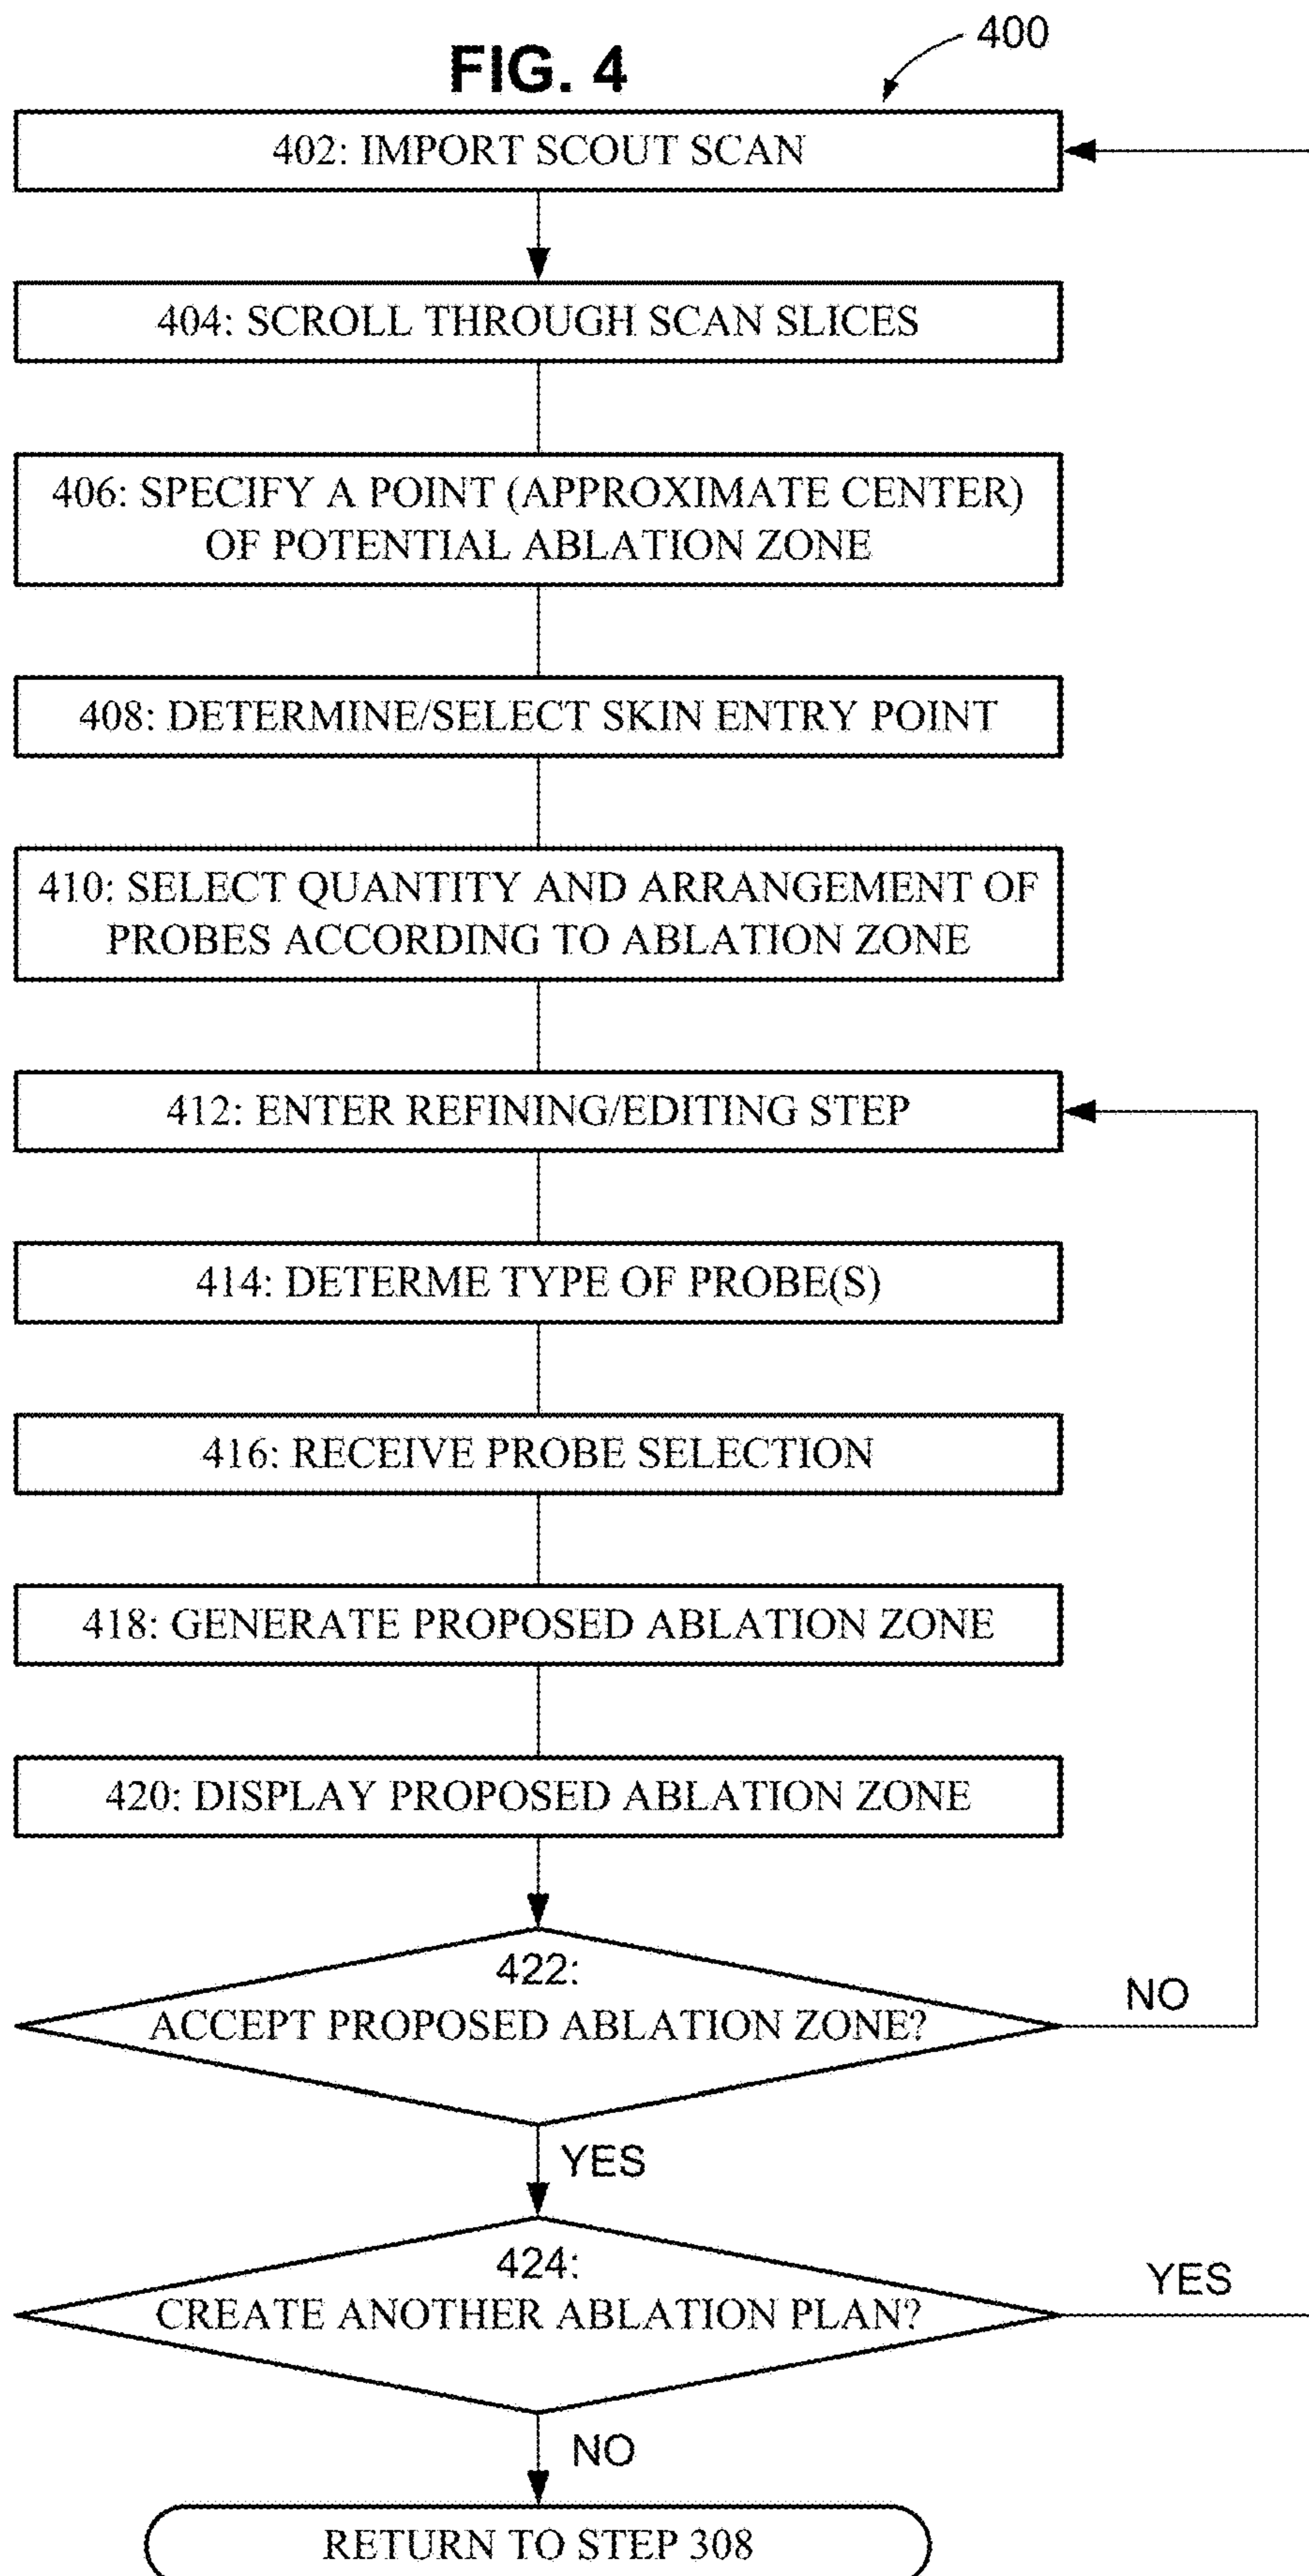 FIG. 4
400
402: IMPORT SCOUT SCAN
404: SCROLL THROUGH SCAN SLICES
406: SPECIFY A POINT (APPROXIMATE CENTER)
OF POTENTIAL ABLATION ZONE
408: DETERMINE/SELECT SKIN ENTRY POINT
410: SELECT QUANTITY AND ARRANGEMENT OF
PROBES ACCORDING TO ABLATION ZONE
412: ENTER REFINING/EDITING STEP
414: DETERME TYPE OF PROBE(S)
416: RECEIVE PROBE SELECTION
418: GENERATE PROPOSED ABLATION ZONE
420: DISPLAY PROPOSED ABLATION ZONE
422:
ACCEPT PROPOSED ABLATION ZONE?
NO
YES
424:
CREATE ANOTHER ABLATION PLAN?
YES
NO
RETURN TO STEP 308